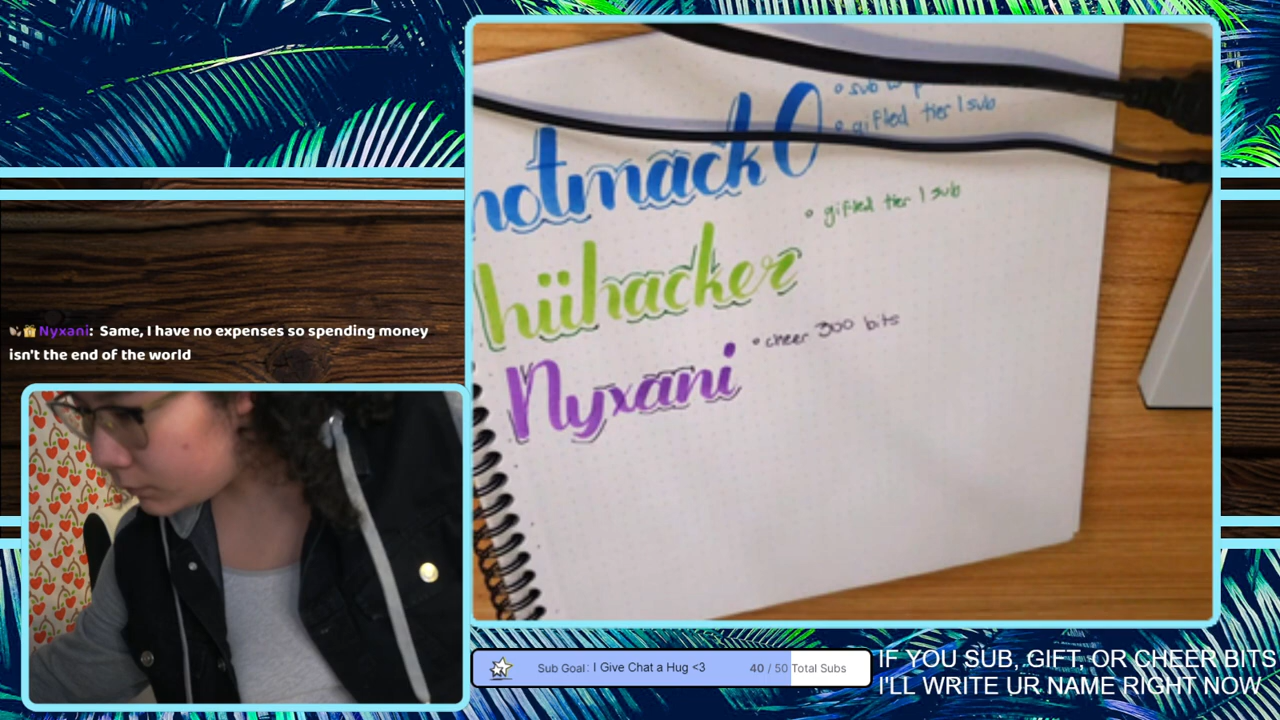 notmack0
• sub w p
• gifted tier 1 sub
hiihacker
• gifted tier 1 sub
Nyxani
• cheer 300 bits
Nyxani: Same, I have no expenses so spending money
isn't the end of the world
Sub Goal: I Give Chat a Hug <3 40 / 50 Total Subs
IF YOU SUB, GIFT, OR CHEER BITS
I'LL WRITE UR NAME RIGHT NOW